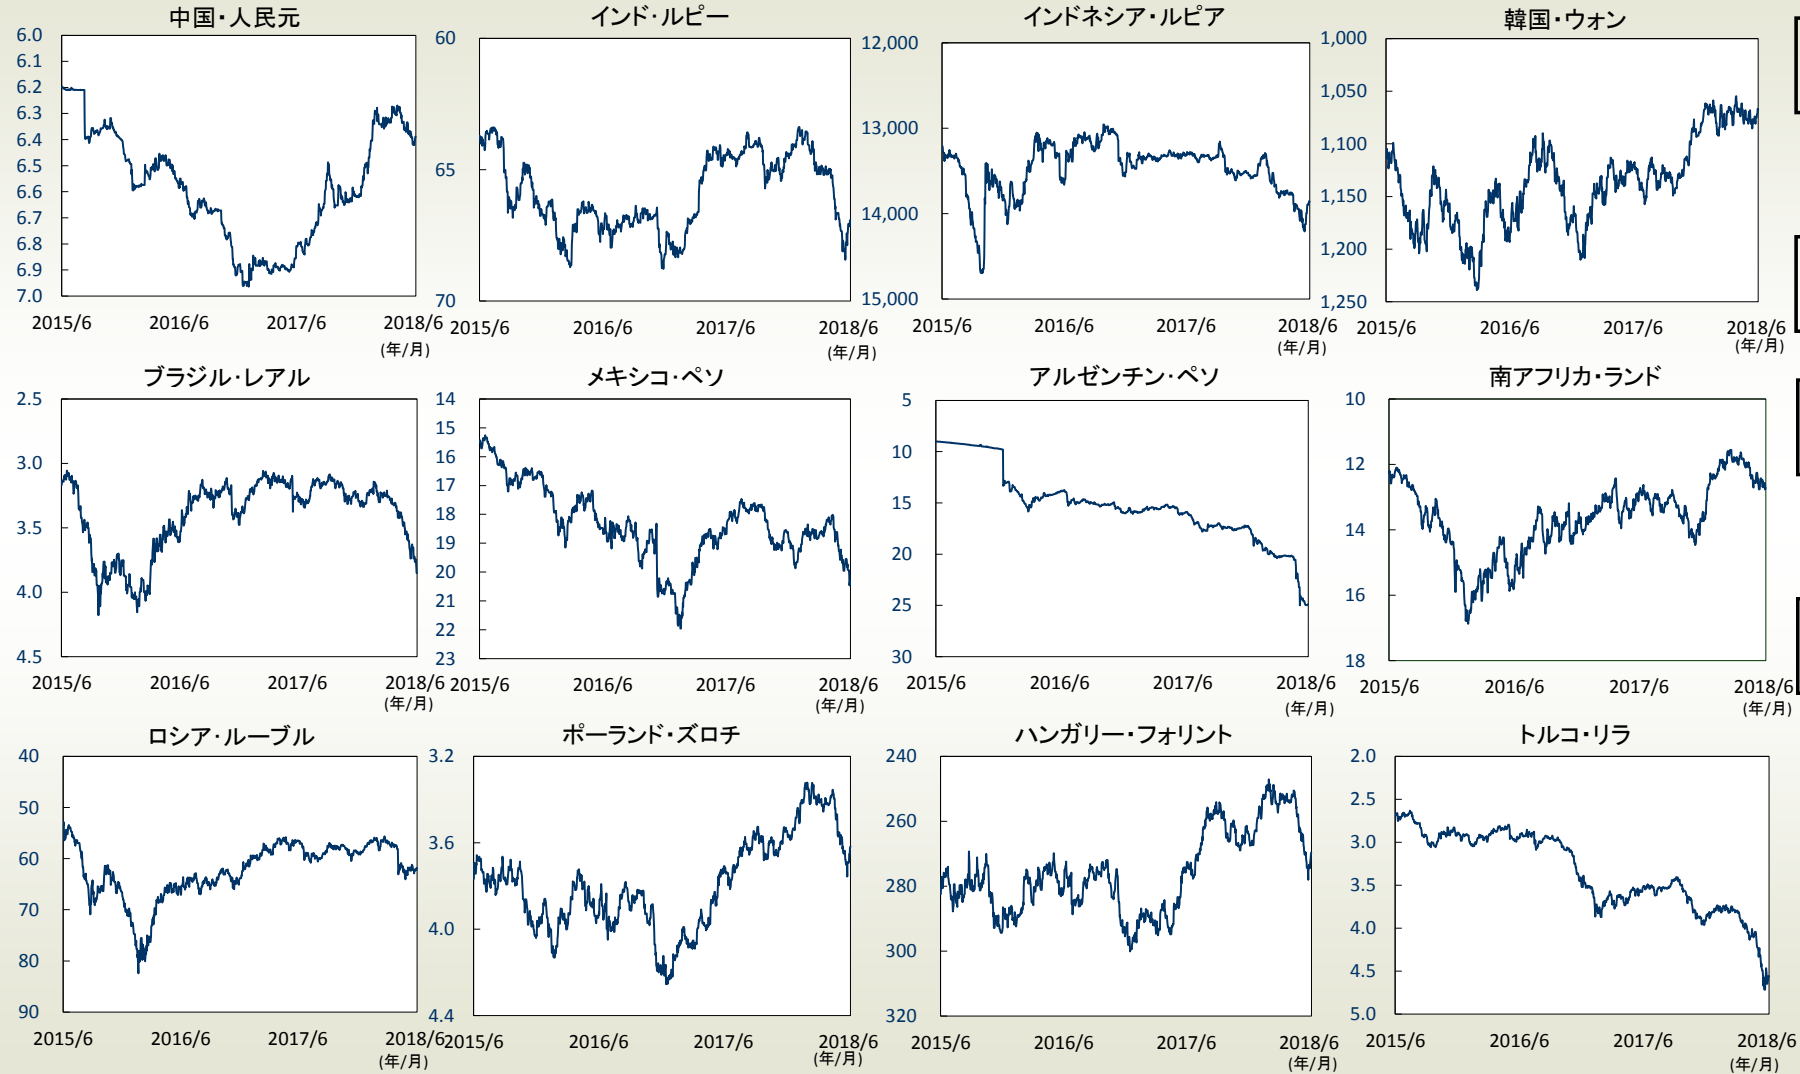 中国・人民元
6.0
6.1
6.2
6.3
6.4
6.5
6.6
6.7
6.8
6.9
7.0
2015/6 2016/6 2017/6 2018/6
(年/月)
インド・ルピー
60
65
70
2015/6 2016/6 2017/6 2018/6
(年/月)
インドネシア・ルピア
12,000
13,000
14,000
15,000
2015/6 2016/6 2017/6 2018/6
(年/月)
韓国・ウォン
1,000
1,050
1,100
1,150
1,200
1,250
2015/6 2016/6 2017/6 2018/6
(年/月)
ブラジル・レアル
2.5
3.0
3.5
4.0
4.5
2015/6 2016/6 2017/6 2018/6
(年/月)
メキシコ・ペソ
14
15
16
17
18
19
20
21
22
23
2015/6 2016/6 2017/6 2018/6
(年/月)
アルゼンチン・ペソ
5
10
15
20
25
30
2015/6 2016/6 2017/6 2018/6
(年/月)
南アフリカ・ランド
10
12
14
16
18
2015/6 2016/6 2017/6 2018/6
(年/月)
ロシア・ルーブル
40
50
60
70
80
90
2015/6 2016/6 2017/6 2018/6
(年/月)
ポーランド・ズロチ
3.2
3.6
4.0
4.4
2015/6 2016/6 2017/6 2018/6
(年/月)
ハンガリー・フォリント
240
260
280
300
320
2015/6 2016/6 2017/6 2018/6
(年/月)
トルコ・リラ
2.0
2.5
3.0
3.5
4.0
4.5
5.0
2015/6 2016/6 2017/6 2018/6
(年/月)